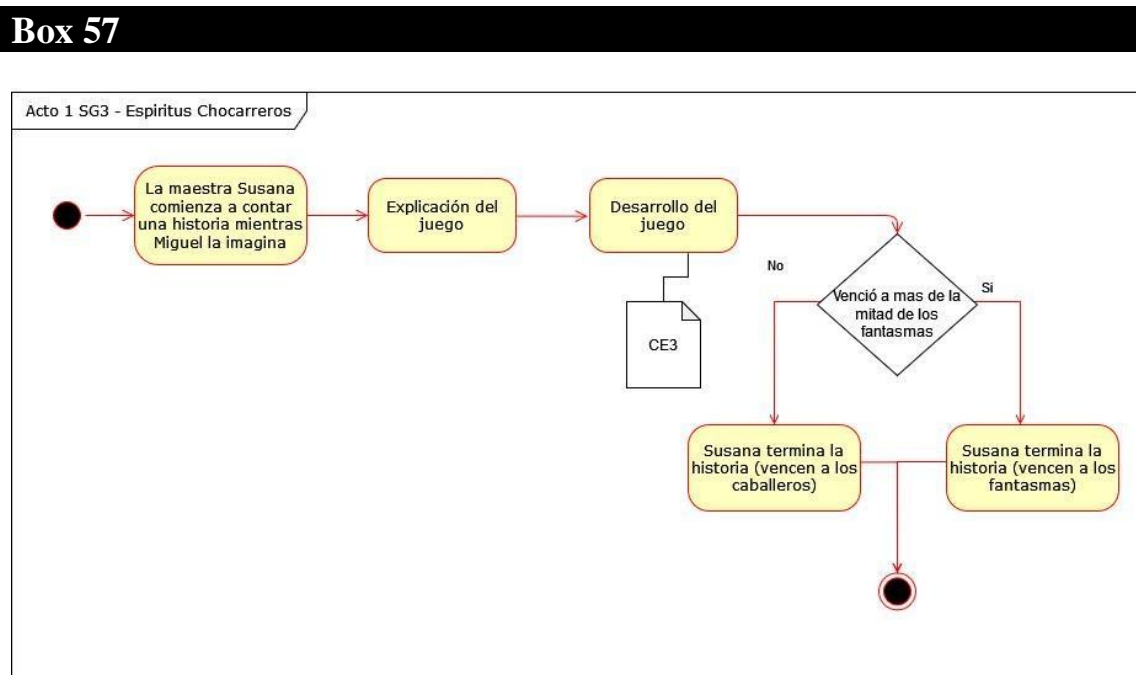 Box 57
Acto 1 SG3 - Espiritus Chocarreros
La maestra Susana
comienza a contar
una historia mientras
Miguel la imagina
Explicación del
juego
Desarrollo del
juego
CE3
No
Venció a mas de la
mitad de los
fantasmas
Si
Susana termina la
historia (vencen a los
caballeros)
Susana termina la
historia (vencen a los
fantasmas)